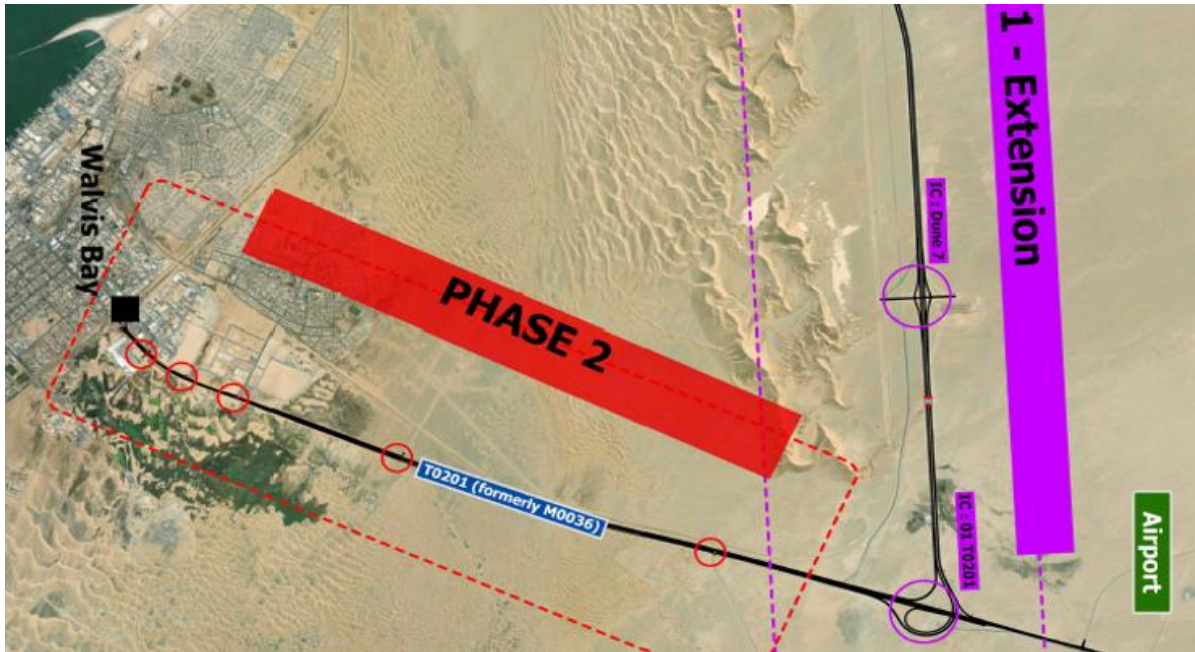 Walvis Bay
PHASE 2
T0201 (formerly M0036)
1 - Extension
IC : Dune 7
IC : 01 T0201
Airport